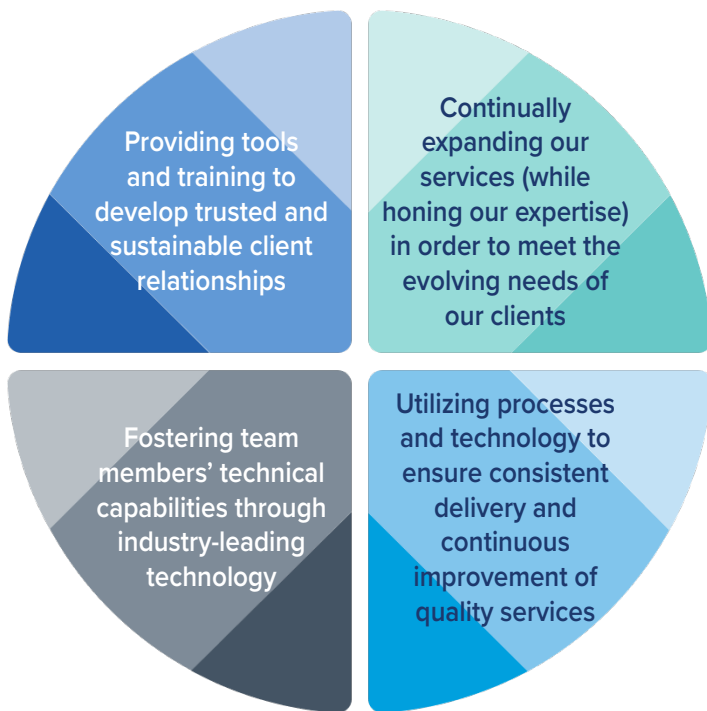 Providing tools
and training to
develop trusted and
sustainable client
relationships
Continually
expanding our
services (while
honing our expertise)
in order to meet the
evolving needs of
our clients
Fostering team
members’ technical
capabilities through
industry-leading
technology
Utilizing processes
and technology to
ensure consistent
delivery and
continuous
improvement of
quality services